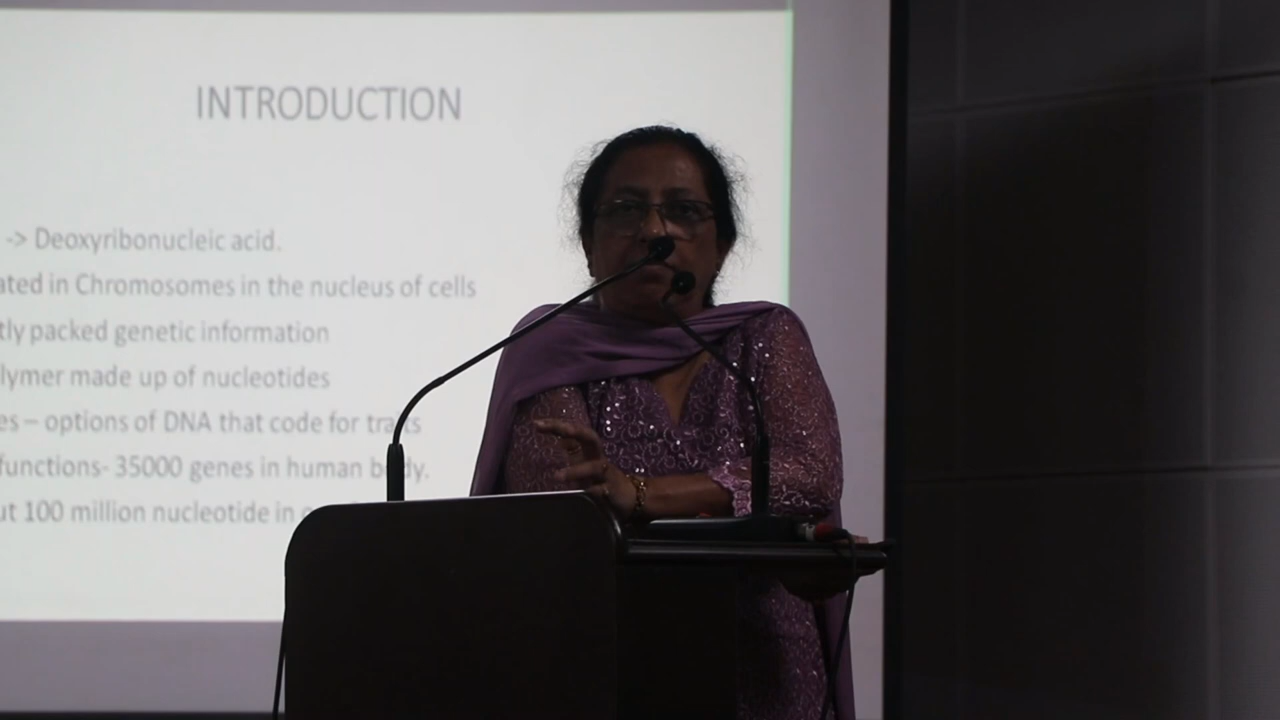 INTRODUCTION
-> Deoxyribonucleic acid.
ated in Chromosomes in the nucleus of cells
tly packed genetic information
lymer made up of nucleotides
es – options of DNA that code for traits
functions- 35000 genes in human body.
ut 100 million nucleotide in